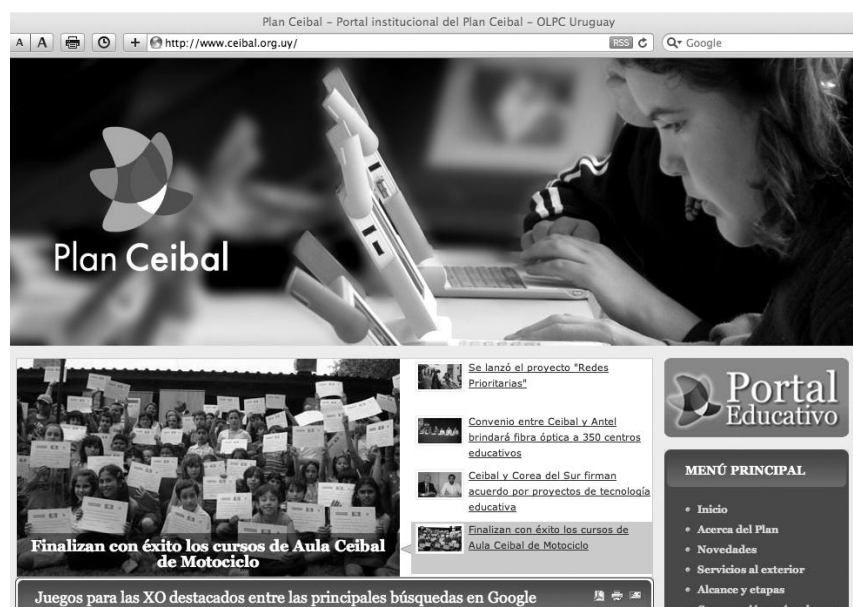 Plan Ceibal – Portal institucional del Plan Ceibal – OLPC Uruguay
A A + http://www.ceibal.org.uy/ RSS Google
Plan Ceibal
Se lanzó el proyecto "Redes
Prioritarias"
Convenio entre Ceibal y Antel
brindará fibra óptica a 350 centros
educativos
Ceibal y Corea del Sur firman
acuerdo por proyectos de tecnología
educativa
Finalizan con éxito los cursos de
Aula Ceibal de Motociclo
Finalizan con éxito los cursos de Aula Ceibal
de Motociclo
Juegos para las XO destacados entre las principales búsquedas en Google
Portal
Educativo
MENÚ PRINCIPAL
Inicio
Acerca del Plan
Novedades
Servicios al exterior
Alcance y etapas